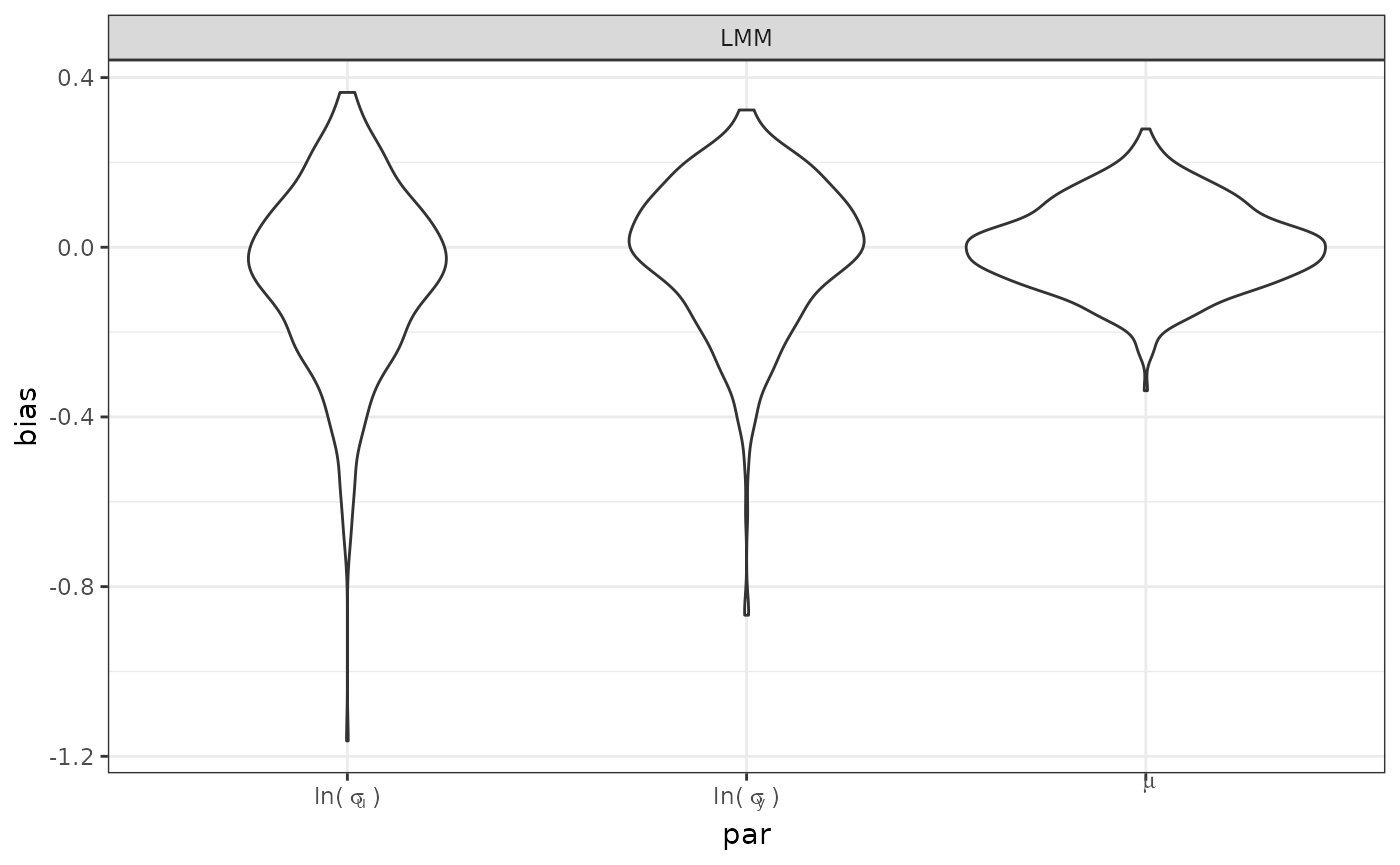 LMM
0.4
0.0
-0.4
-0.8
-1.2
bias
ln( σu ) ln( σy ) μ
par